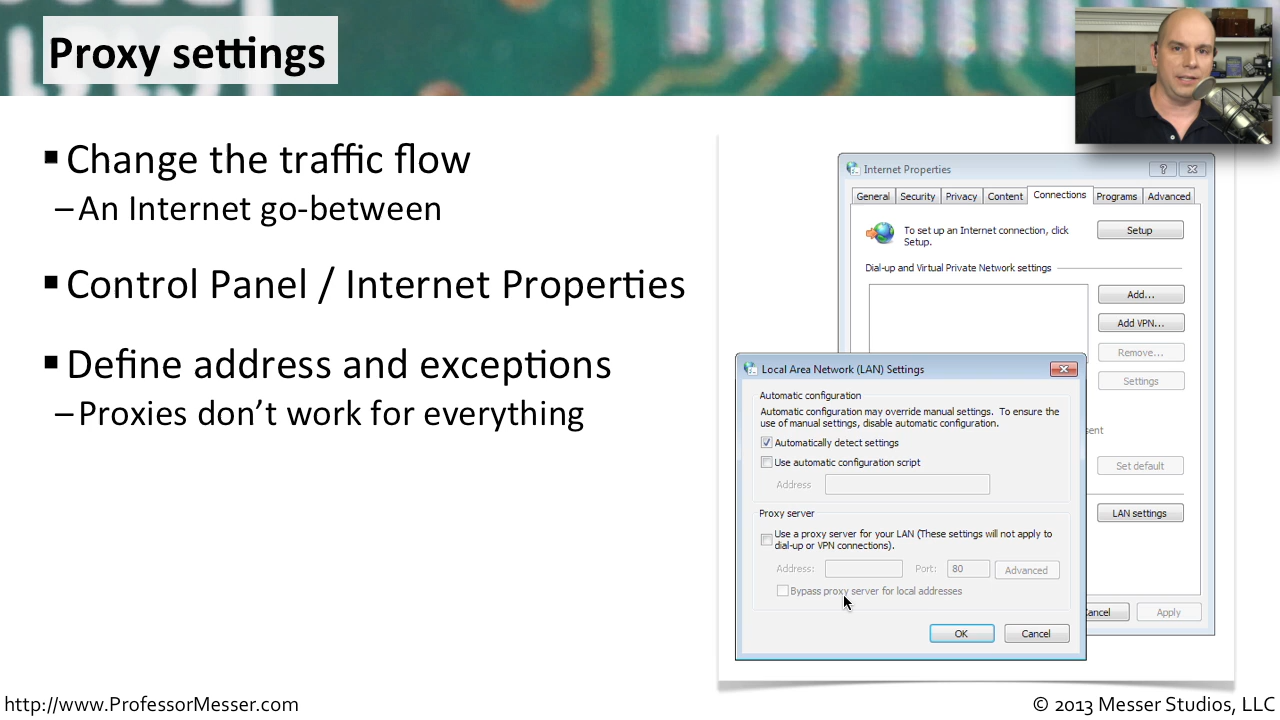 Proxy settings
▪ Change the traffic flow
– An Internet go-between
▪ Control Panel / Internet Properties
▪ Define address and exceptions
– Proxies don’t work for everything
Internet Properties
General Security Privacy Content Connections Programs Advanced
To set up an Internet connection, click
Setup.
Setup
Dial-up and Virtual Private Network settings
Add...
Add VPN...
Remove...
Settings
Set default
LAN settings
Apply
Local Area Network (LAN) Settings
Automatic configuration
Automatic configuration may override manual settings. To ensure the
use of manual settings, disable automatic configuration.
Automatically detect settings
Use automatic configuration script
Address
Proxy server
Use a proxy server for your LAN (These settings will not apply to
dial-up or VPN connections).
Address: Port: 80 Advanced
Bypass proxy server for local addresses
OK Cancel
http://www.ProfessorMesser.com
© 2013 Messer Studios, LLC